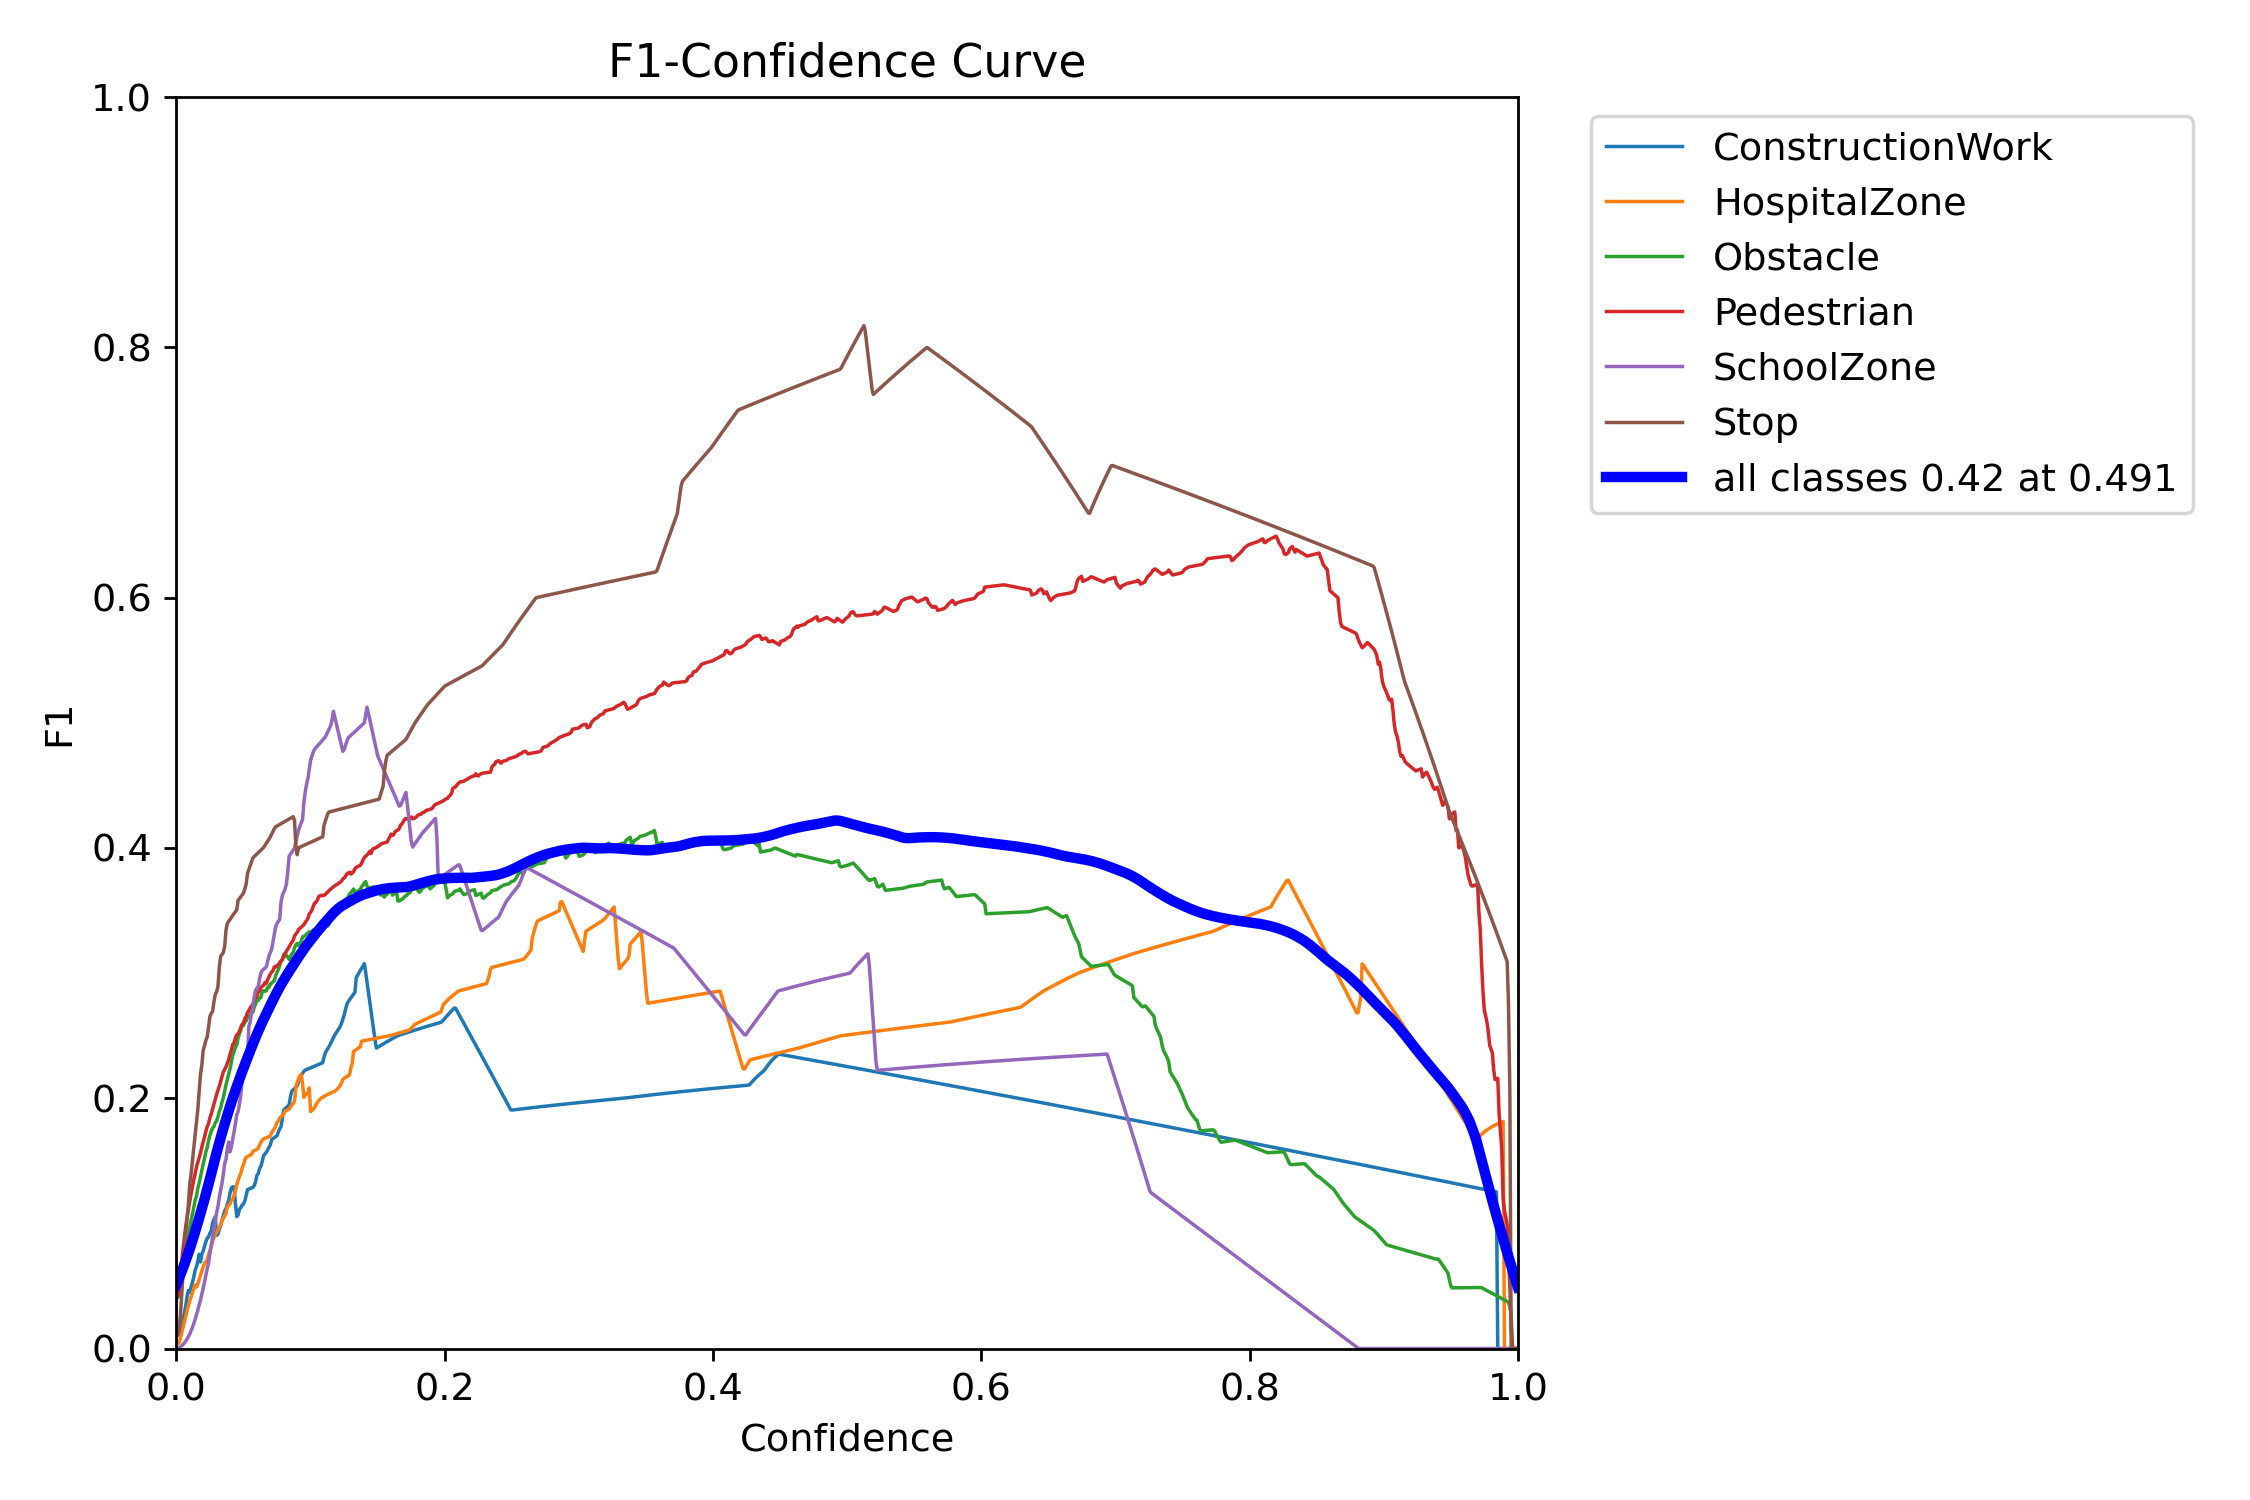 F1-Confidence Curve
1.0
0.8
0.6
0.4
0.2
0.0
F1
0.0 0.2 0.4 0.6 0.8 1.0
Confidence
ConstructionWork
HospitalZone
Obstacle
Pedestrian
SchoolZone
Stop
all classes 0.42 at 0.491